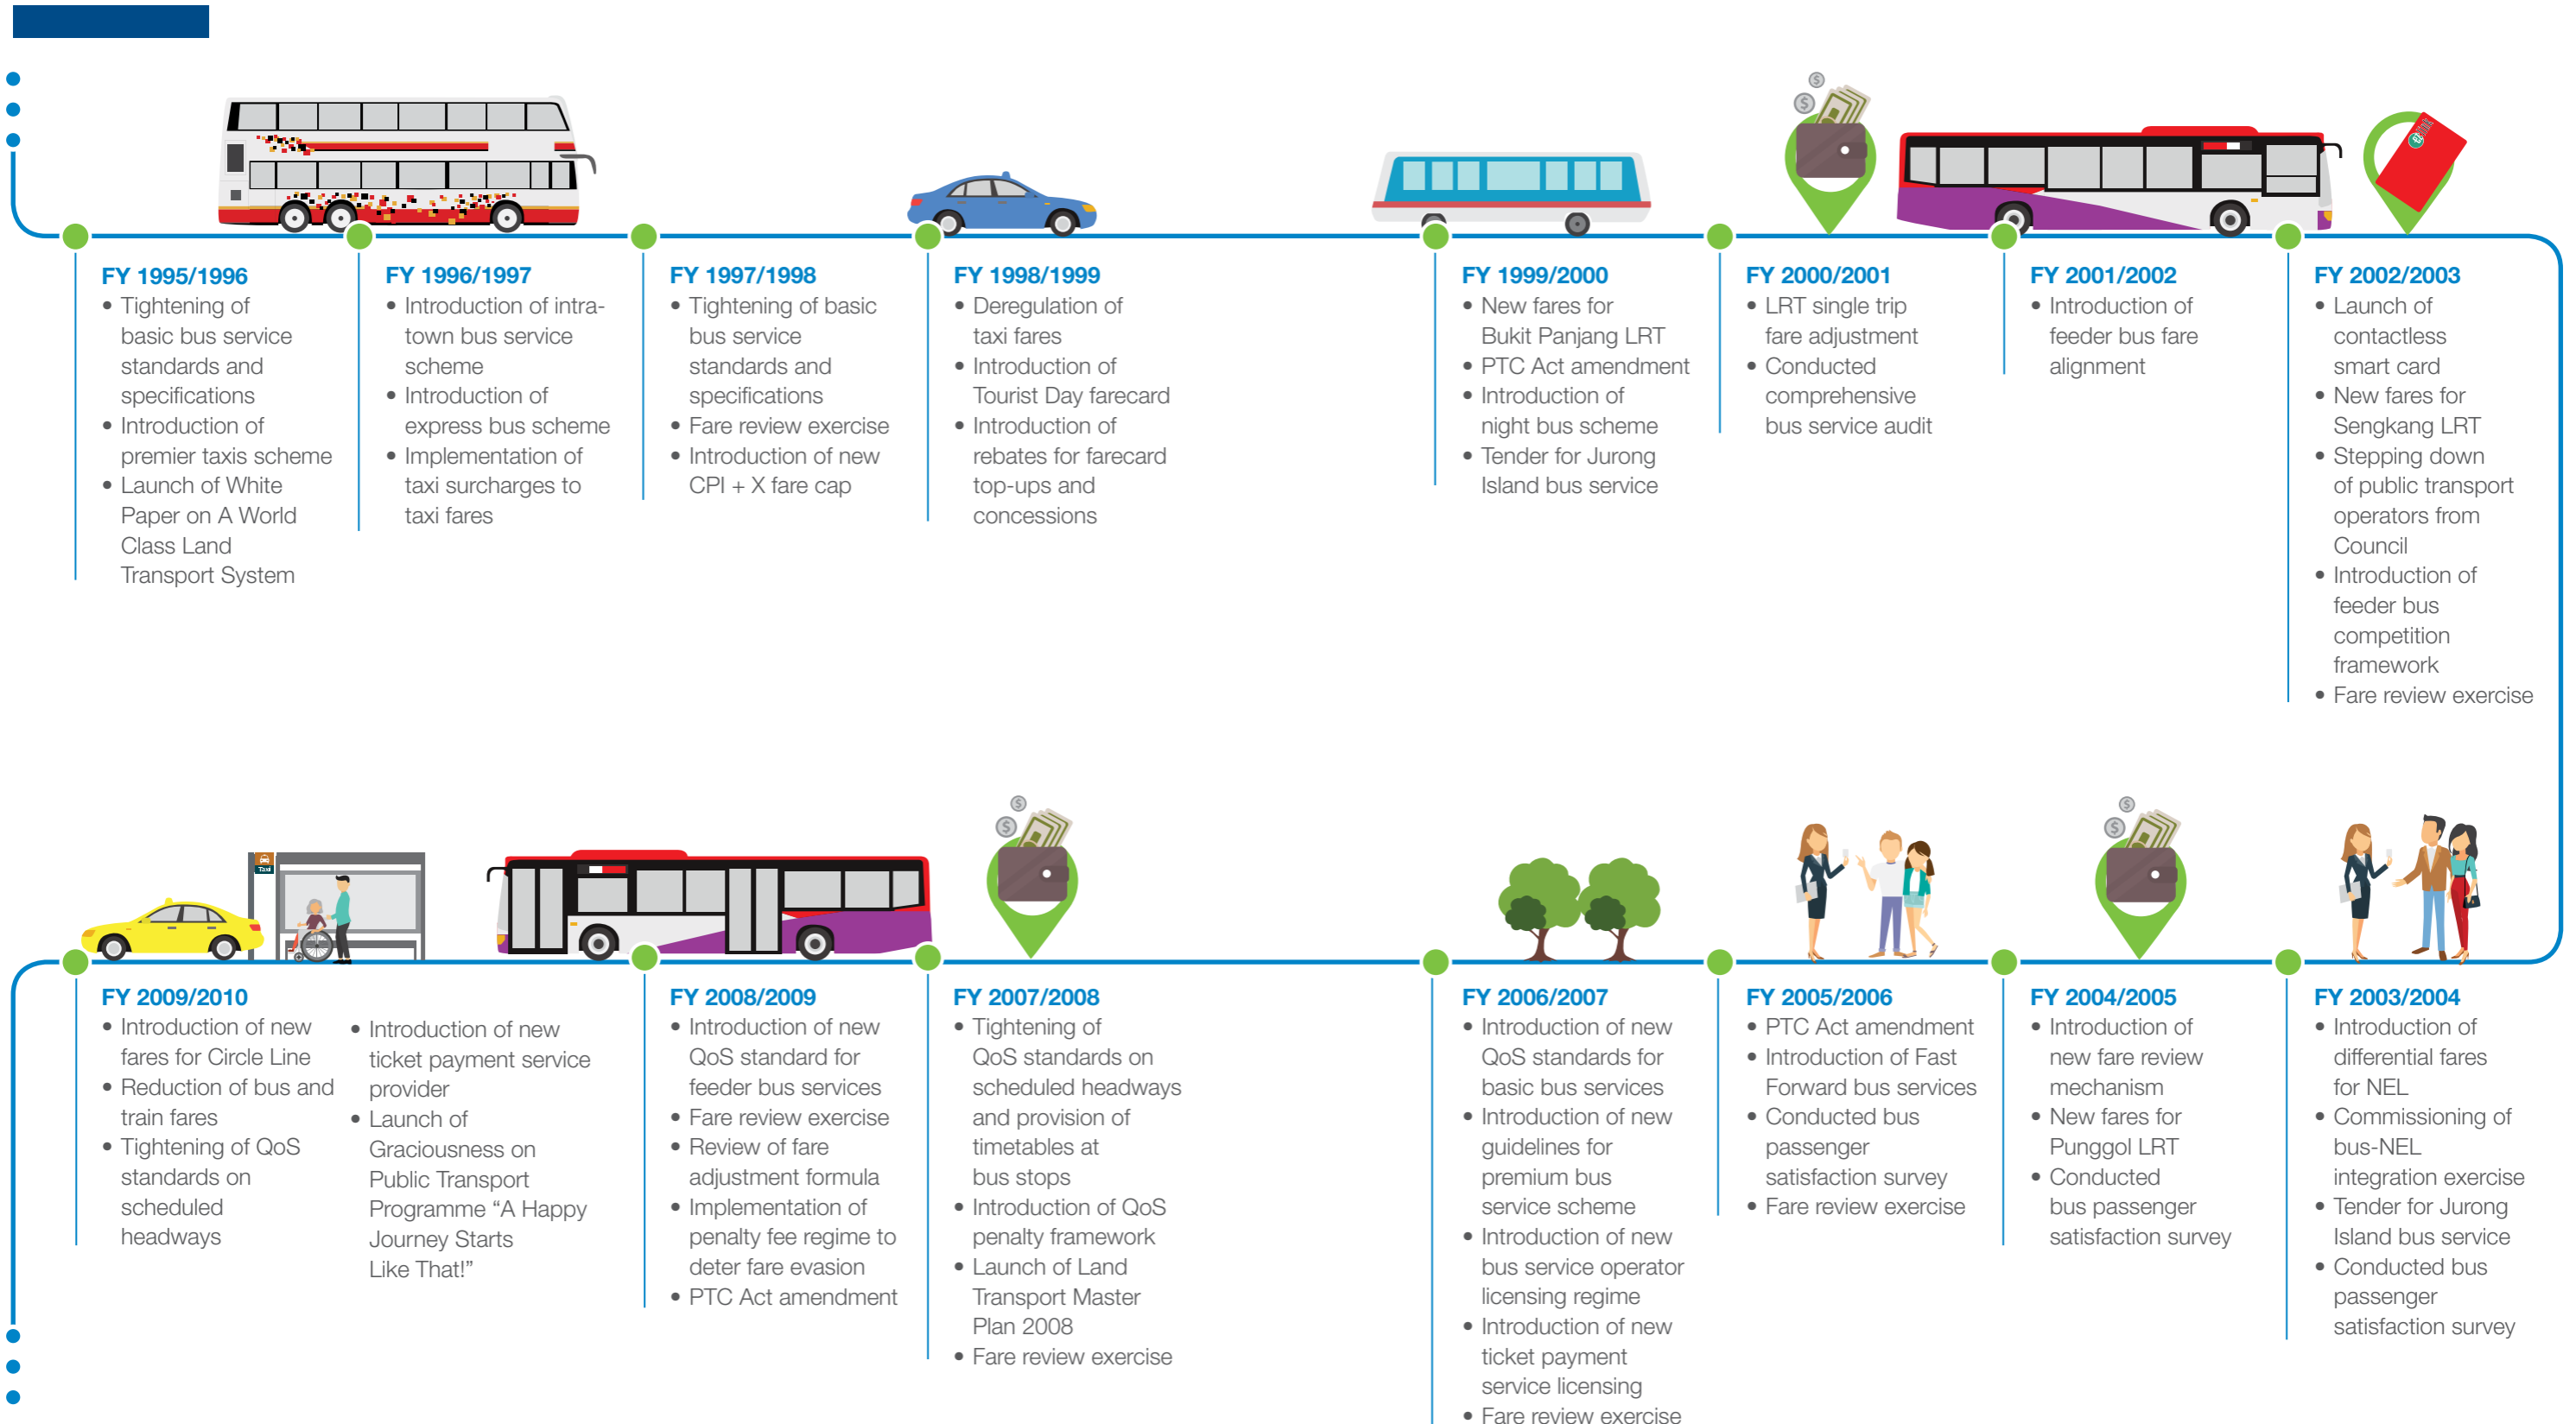 FY 1995/1996
• Tightening of
basic bus service
standards and
specifications
• Introduction of
premier taxis scheme
• Launch of White
Paper on A World
Class Land
Transport System
FY 1996/1997
• Introduction of intra-
town bus service
scheme
• Introduction of
express bus scheme
• Implementation of
taxi surcharges to
taxi fares
FY 1997/1998
• Tightening of basic
bus service
standards and
specifications
• Fare review exercise
• Introduction of new
CPI + X fare cap
FY 1998/1999
• Deregulation of
taxi fares
• Introduction of
Tourist Day farecard
• Introduction of
rebates for farecard
top-ups and
concessions
FY 1999/2000
• New fares for
Bukit Panjang LRT
• PTC Act amendment
• Introduction of
night bus scheme
• Tender for Jurong
Island bus service
FY 2000/2001
• LRT single trip
fare adjustment
• Conducted
comprehensive
bus service audit
FY 2001/2002
• Introduction of
feeder bus fare
alignment
FY 2002/2003
• Launch of
contactless
smart card
• New fares for
Sengkang LRT
• Stepping down
of public transport
operators from
Council
• Introduction of
feeder bus
competition
framework
• Fare review exercise
Taxi
FY 2009/2010
• Introduction of new
fares for Circle Line
• Reduction of bus and
train fares
• Tightening of QoS
standards on
scheduled
headways
• Introduction of new
ticket payment service
provider
• Launch of
Graciousness on
Public Transport
Programme “A Happy
Journey Starts
Like That!”
FY 2008/2009
• Introduction of new
QoS standard for
feeder bus services
• Fare review exercise
• Review of fare
adjustment formula
• Implementation of
penalty fee regime to
deter fare evasion
• PTC Act amendment
FY 2007/2008
• Tightening of
QoS standards on
scheduled headways
and provision of
timetables at
bus stops
• Introduction of QoS
penalty framework
• Launch of Land
Transport Master
Plan 2008
• Fare review exercise
FY 2006/2007
• Introduction of new
QoS standards for
basic bus services
• Introduction of new
guidelines for
premium bus
service scheme
• Introduction of new
bus service operator
licensing regime
• Introduction of new
ticket payment
service licensing
• Fare review exercise
FY 2005/2006
• PTC Act amendment
• Introduction of Fast
Forward bus services
• Conducted bus
passenger
satisfaction survey
• Fare review exercise
FY 2004/2005
• Introduction of
new fare review
mechanism
• New fares for
Punggol LRT
• Conducted
bus passenger
satisfaction survey
FY 2003/2004
• Introduction of
differential fares
for NEL
• Commissioning of
bus-NEL
integration exercise
• Tender for Jurong
Island bus service
• Conducted bus
passenger
satisfaction survey